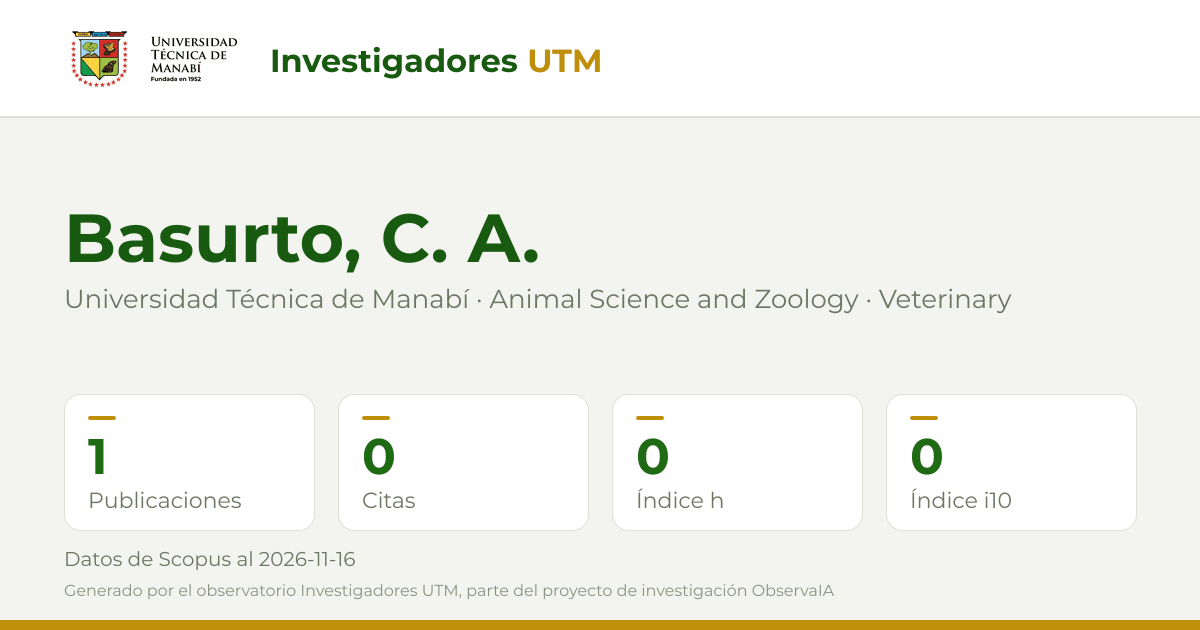 UNIVERSIDAD
TÉCNICA DE
MANABÍ
Fundada en 1952
Investigadores UTM
Basurto, C. A.
Universidad Técnica de Manabí · Animal Science and Zoology · Veterinary
1
Publicaciones
0
Citas
0
Índice h
0
Índice i10
Datos de Scopus al 2026-11-16
Generado por el observatorio Investigadores UTM, parte del proyecto de investigación ObservaIA